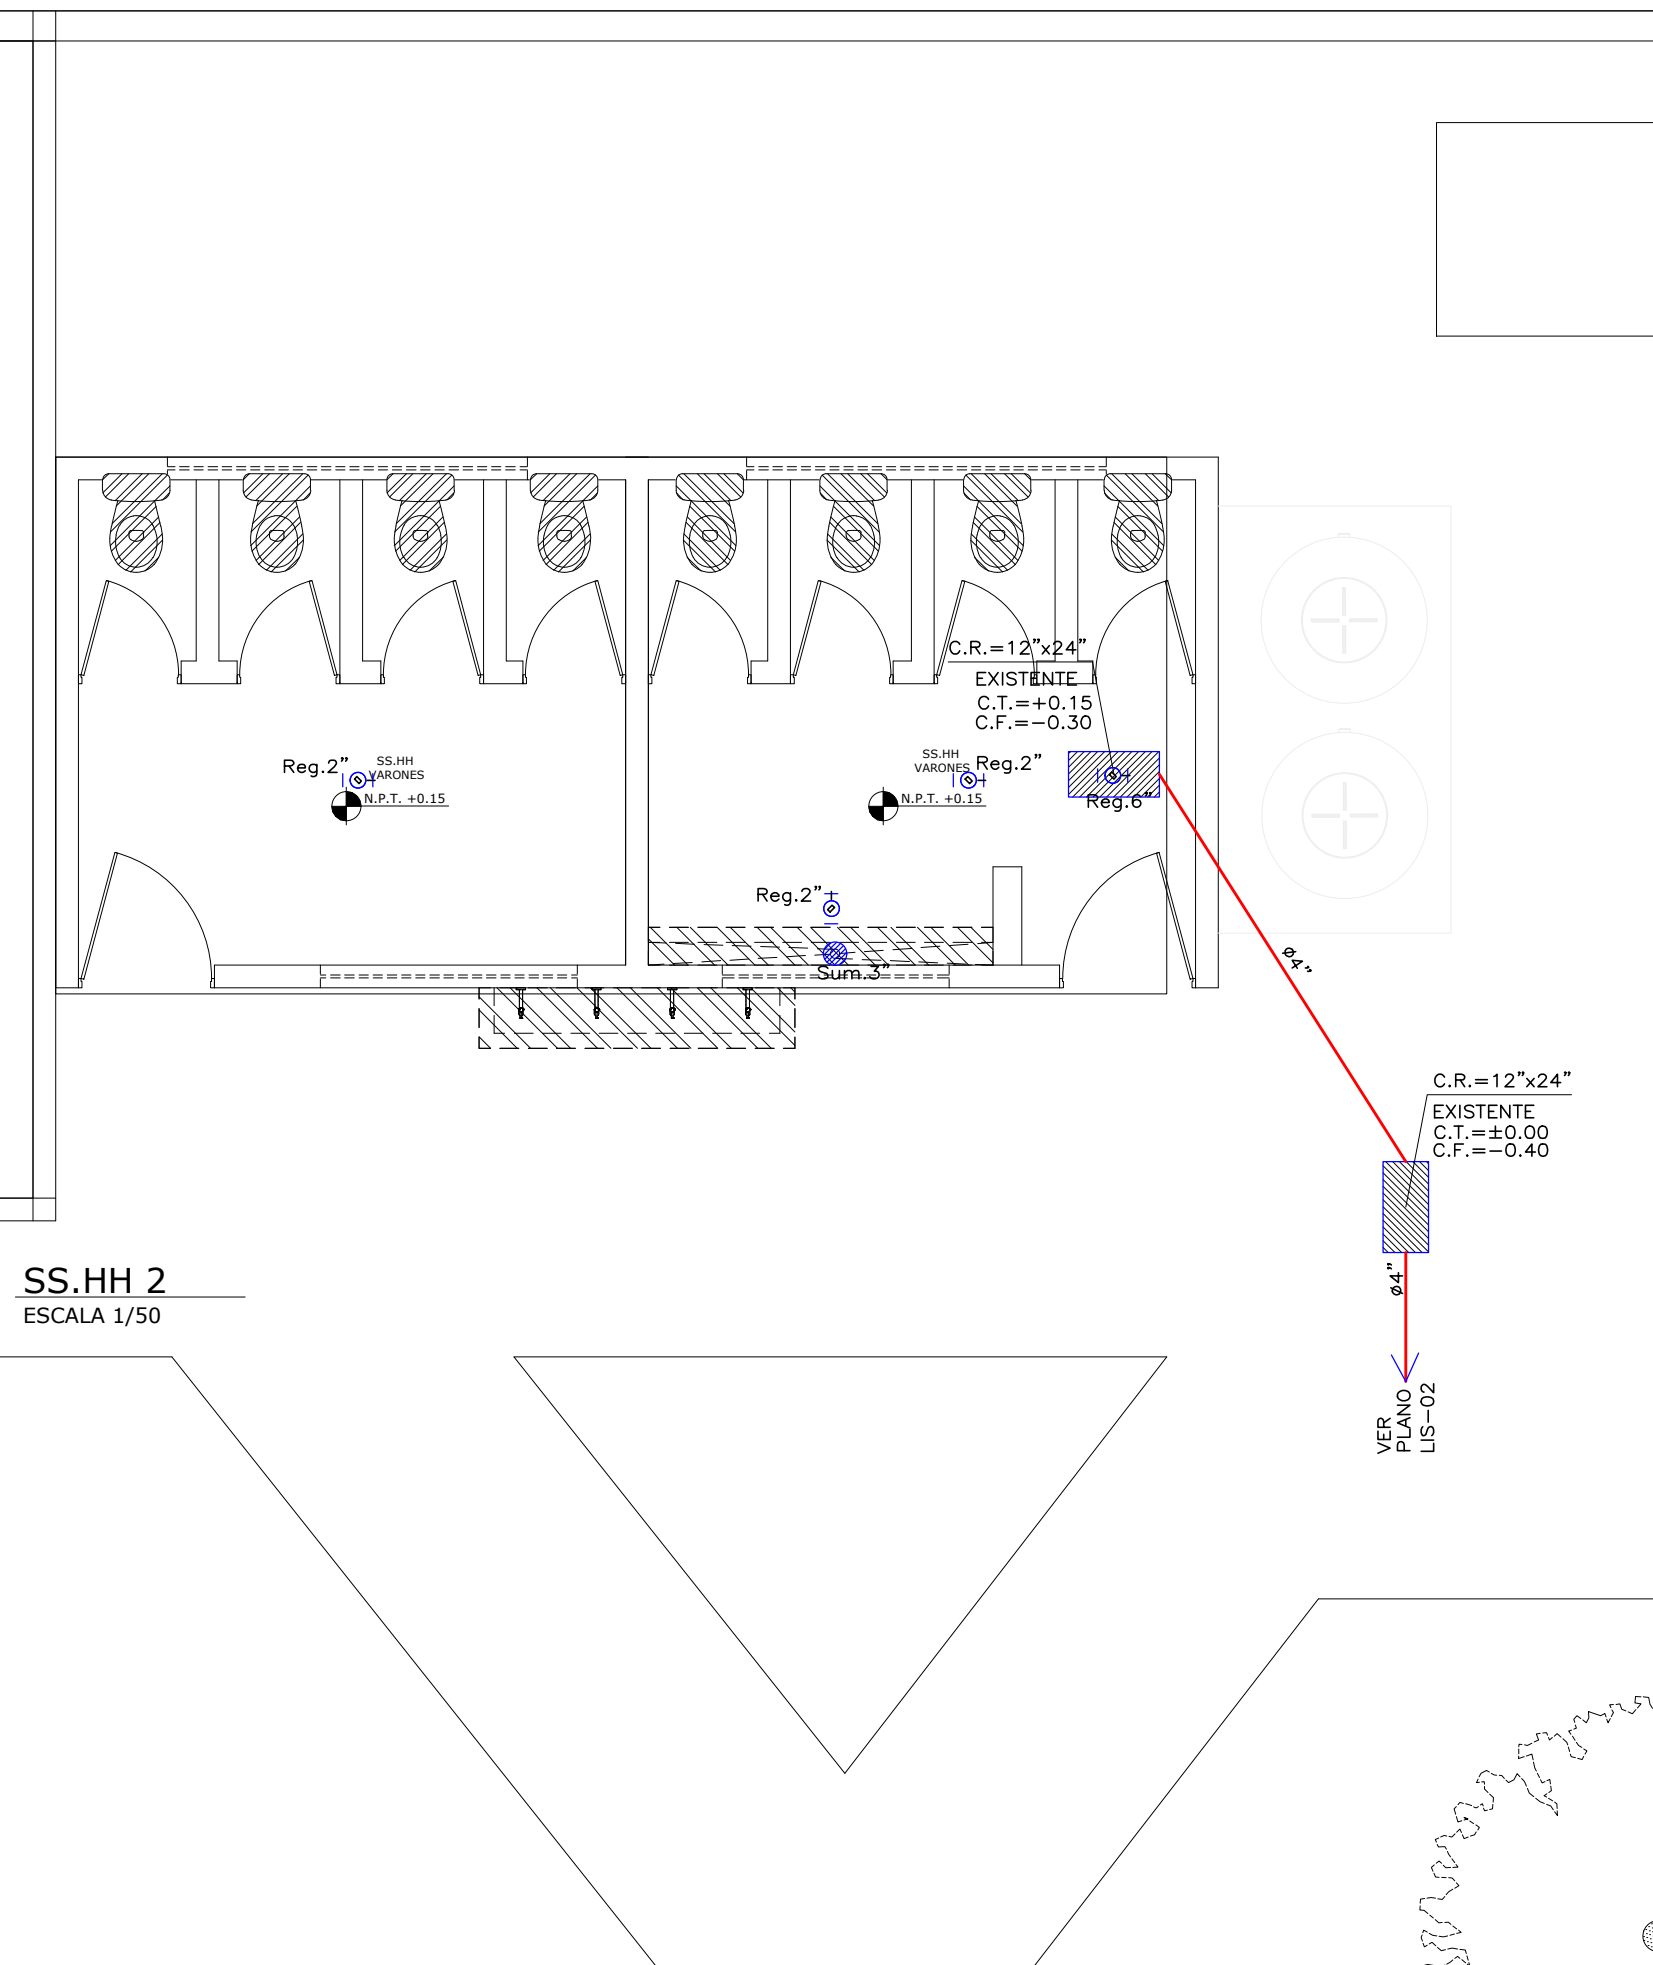 C.R.=12"x24"
EXISTENTE
C.T.=+0.15
C.F.=-0.30
Reg.2"
SS.HH
VARONES
N.P.T. +0.15
SS.HH
VARONES
Reg.2"
N.P.T. +0.15
Reg.6"
Reg.2"
Sum.3"
ø4"
C.R.=12"x24"
EXISTENTE
C.T.=±0.00
C.F.=-0.40
ø4"
VER
PLANO
LIS-02
SS.HH 2
ESCALA 1/50